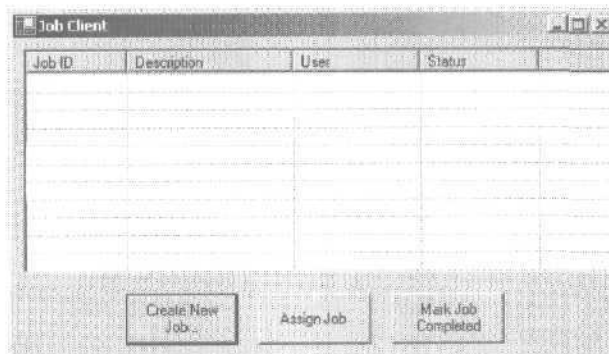 Job Client
Job ID Description User Status
Create New
Job...
Assign Job
Mark Job
Completed